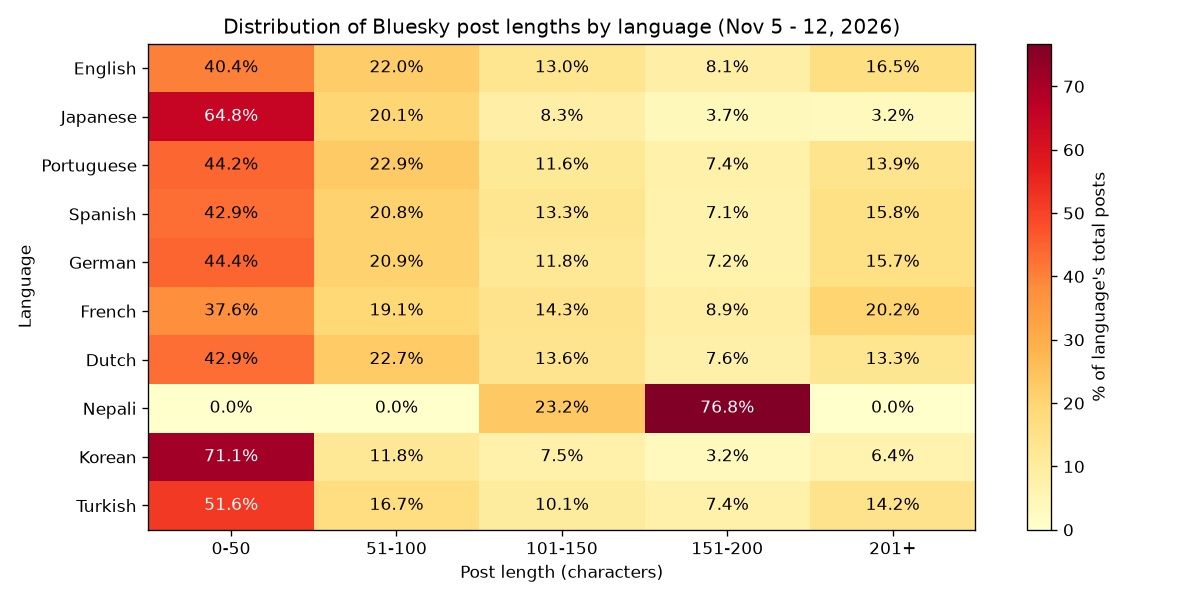 Distribution of Bluesky post lengths by language (Nov 5 - 12, 2026)
English 40.4% 22.0% 13.0% 8.1% 16.5%
Japanese 64.8% 20.1% 8.3% 3.7% 3.2%
Portuguese 44.2% 22.9% 11.6% 7.4% 13.9%
Spanish 42.9% 20.8% 13.3% 7.1% 15.8%
German 44.4% 20.9% 11.8% 7.2% 15.7%
French 37.6% 19.1% 14.3% 8.9% 20.2%
Dutch 42.9% 22.7% 13.6% 7.6% 13.3%
Nepali 0.0% 0.0% 23.2% 76.8% 0.0%
Korean 71.1% 11.8% 7.5% 3.2% 6.4%
Turkish 51.6% 16.7% 10.1% 7.4% 14.2%
0-50 51-100 101-150 151-200 201+
Post length (characters)
Language
70
60
50
40
30
20
10
0
% of language's total posts